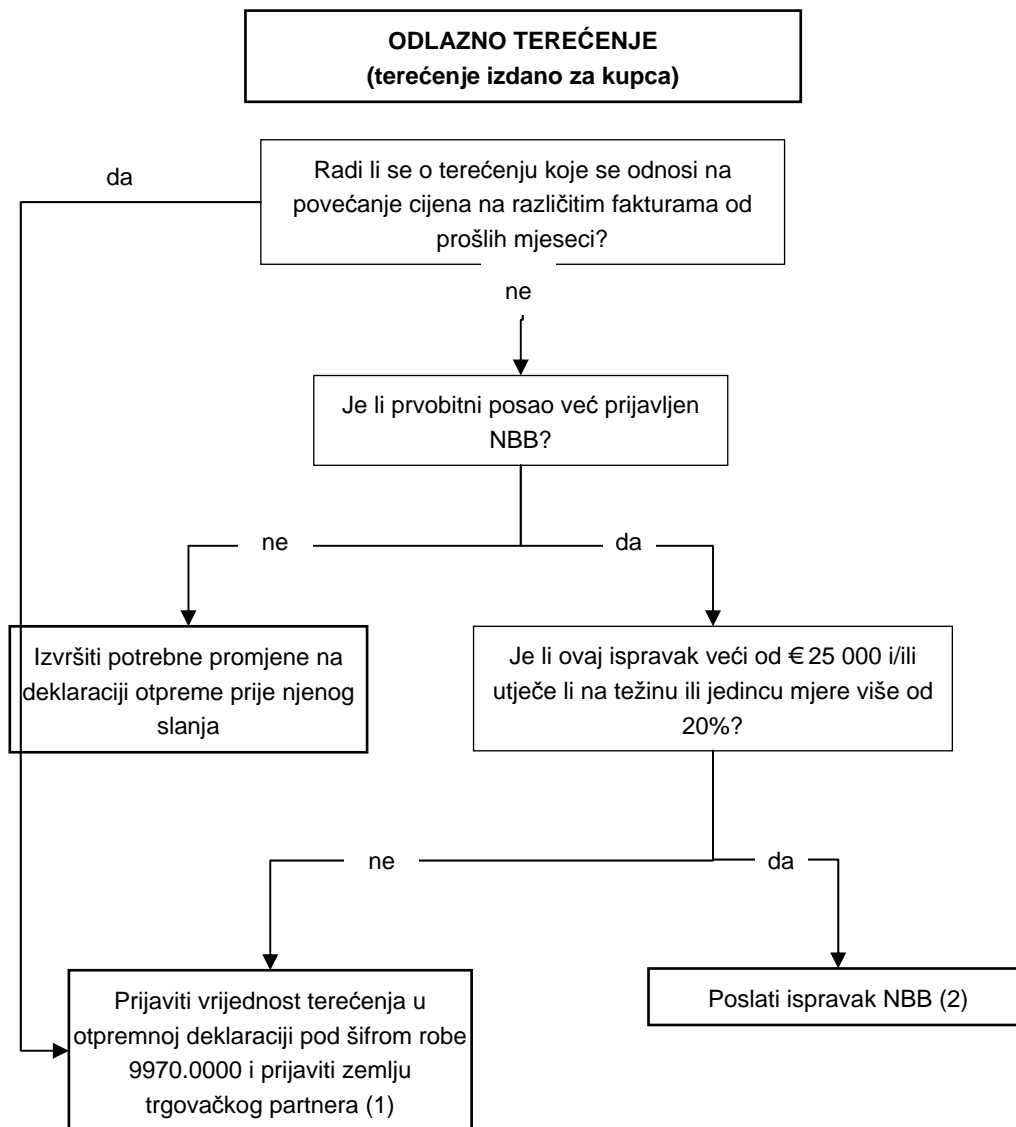 ODLAZNO TEREĆENJE
(terećenje izdano za kupca)
da
Radi li se o terećenju koje se odnosi na
povećanje cijena na različitim fakturama od
prošlih mjeseci?
ne
Je li prvobitni posao već prijavljen
NBB?
ne
da
Izvršiti potrebne promjene na
deklaraciji otpreme prije njenog
slanja
Je li ovaj ispravak veći od € 25 000 i/ili
utječe li na težinu ili jedincu mjere više od
20%?
ne
da
Prijaviti vrijednost terećenja u
otpremnoj deklaraciji pod šifrom robe
9970.0000 i prijaviti zemlju
trgovačkog partnera (1)
Poslati ispravak NBB (2)